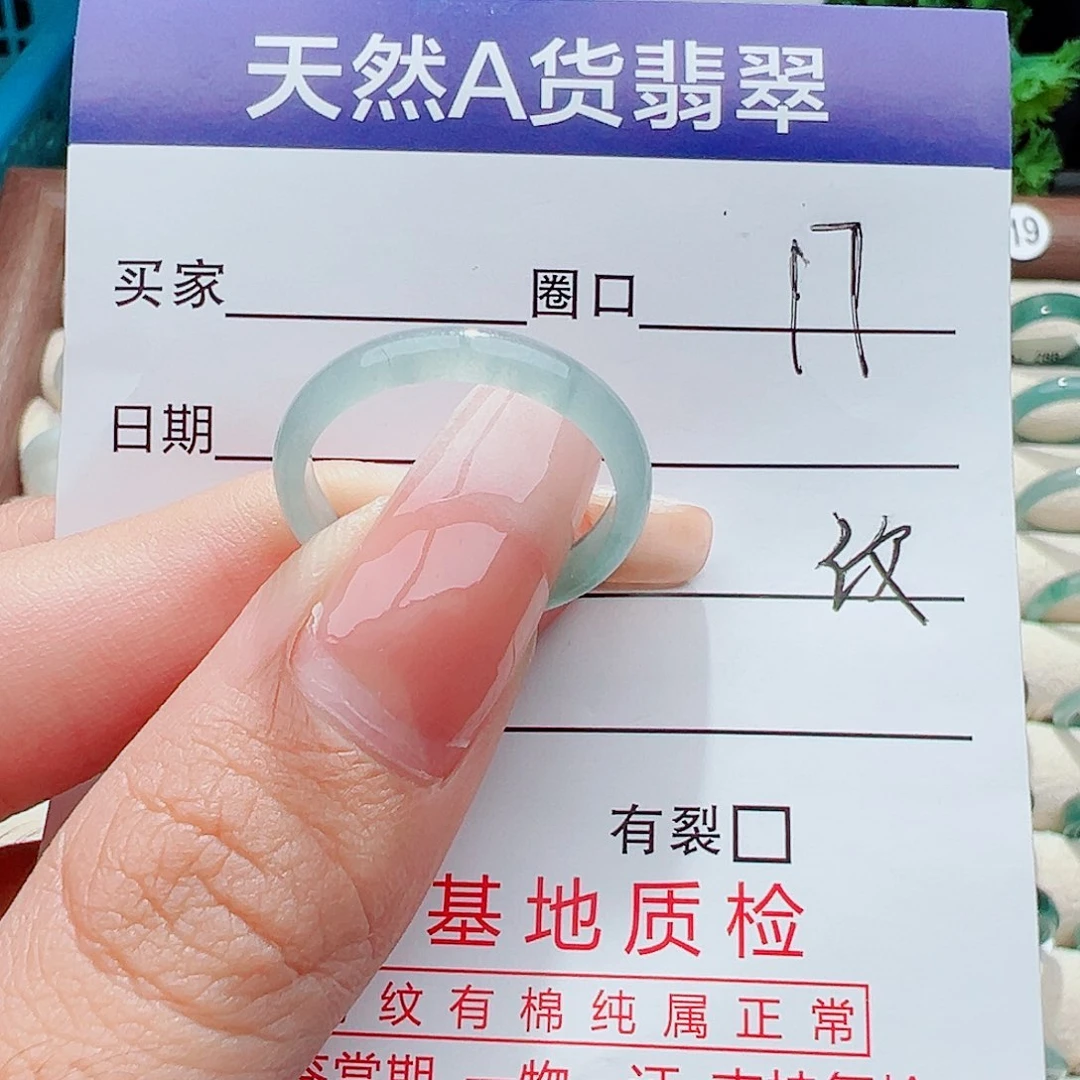 天然A货翡翠
买家 圈口 17
日期
纹
有裂
基地质检
纹有棉纯属正常